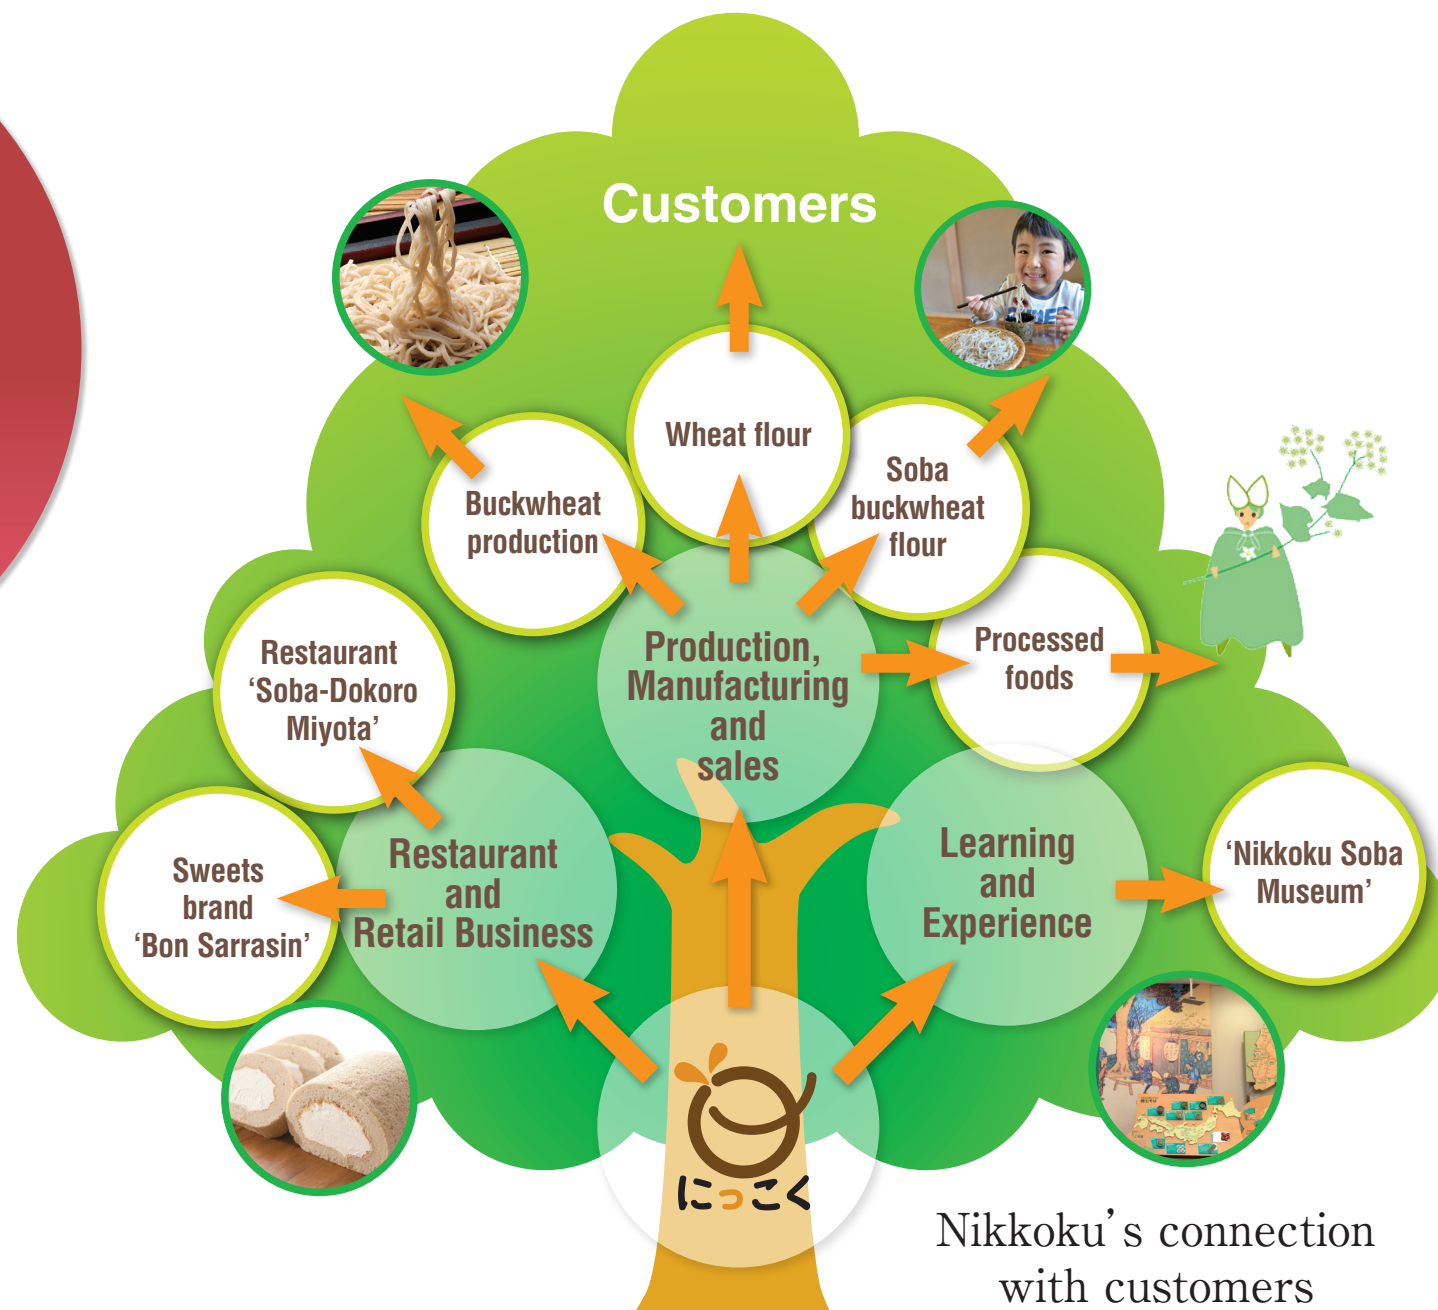 Customers
Wheat flour
Buckwheat
production
Soba
buckwheat
flour
Restaurant
‘Soba-Dokoro
Miyota’
Production,
Manufacturing
and
sales
Processed
foods
Sweets
brand
‘Bon Sarrasin’
Restaurant
and
Retail Business
Learning
and
Experience
‘Nikkoku Soba
Museum’
にっこく
Nikkoku’s connection
with customers